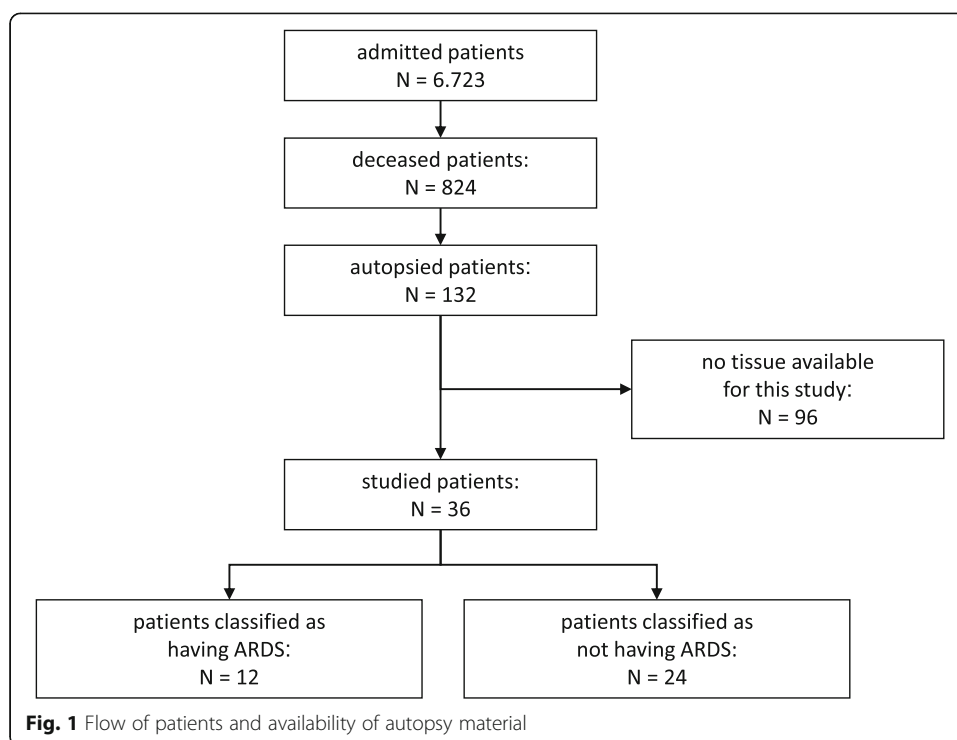 admitted patients
N = 6.723
deceased patients:
N = 824
autopsied patients:
N = 132
no tissue available
for this study:
N = 96
studied patients:
N = 36
patients classified as
having ARDS:
N = 12
patients classified as
not having ARDS:
N = 24
Fig. 1 Flow of patients and availability of autopsy material